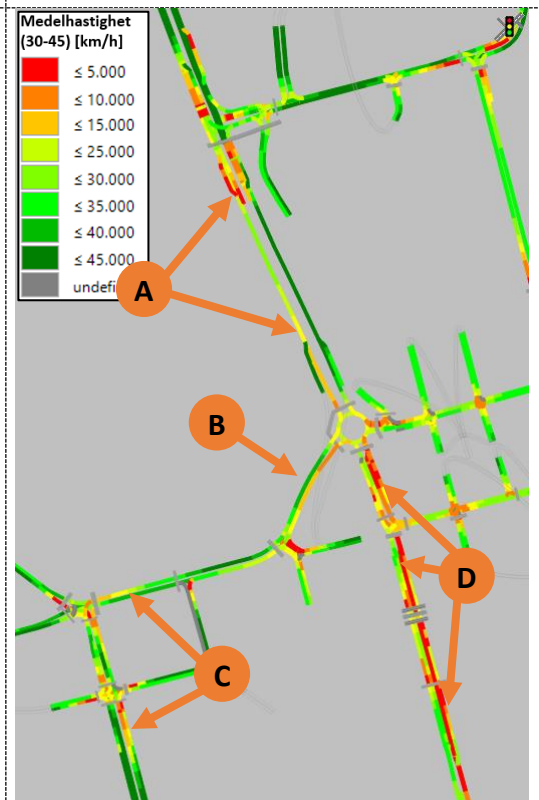 Medelhastighet
(30-45) [km/h]
≤ 5.000
≤ 10.000
≤ 15.000
≤ 25.000
≤ 30.000
≤ 35.000
≤ 40.000
≤ 45.000
undefi
A
B
D
C